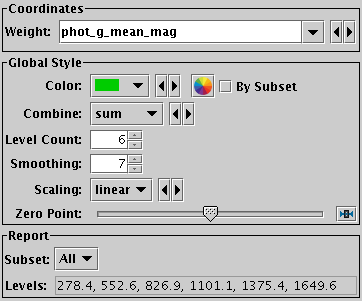 Coordinates
Weight: phot_g_mean_mag
Global Style
Color: By Subset
Combine: sum
Level Count: 6
Smoothing: 7
Scaling: linear
Zero Point:
Report
Subset: All
Levels: 278.4, 552.6, 826.9, 1101.1, 1375.4, 1649.6